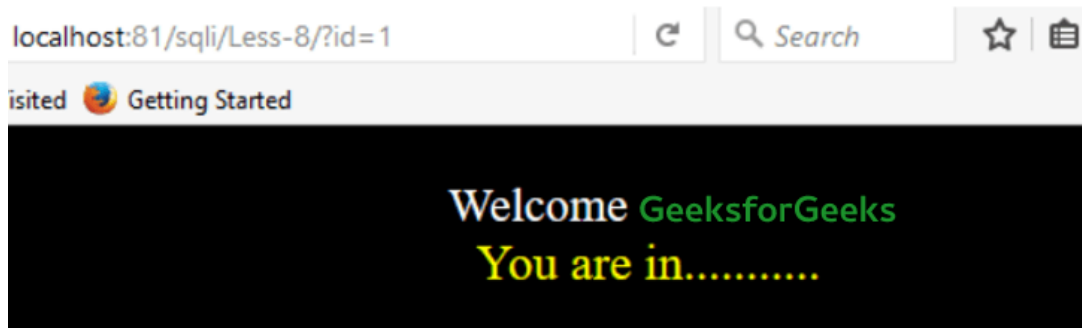 localhost:81/sqli/Less-8/?id=1 Search
isited Getting Started
Welcome GeeksforGeeks
You are in...........